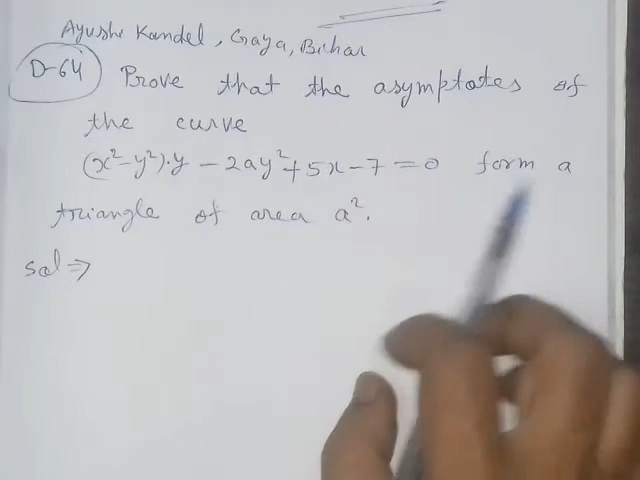 Ayushi Kandel, Gaya, Bihar
D-64 Prove that the asymptates of
the curve
(x²-y²).y - 2ay²+5x-7=0 form a
triangle of area a².
sol⇒